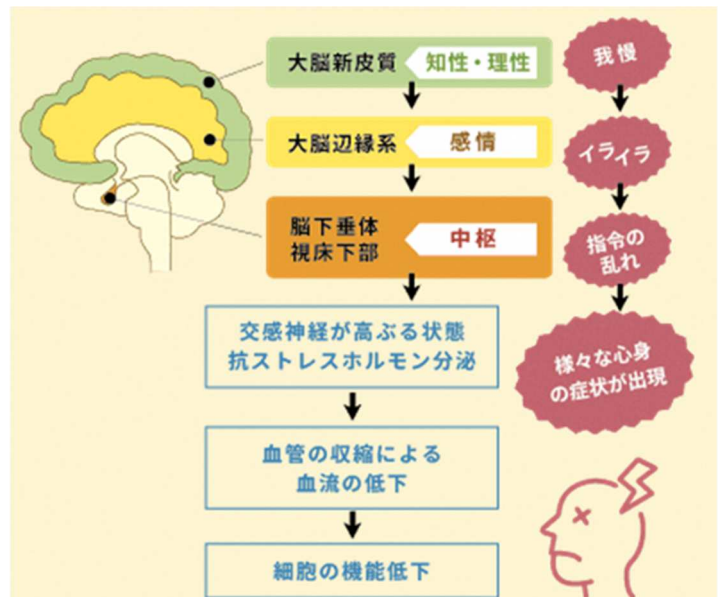 大脳新皮質 知性・理性
我慢
大脳辺縁系 感情
イライラ
脳下垂体
視床下部
中枢
指令の
乱れ
交感神経が高ぶる状態
抗ストレスホルモン分泌
様々な心身
の症状が出現
血管の収縮による
血流の低下
細胞の機能低下